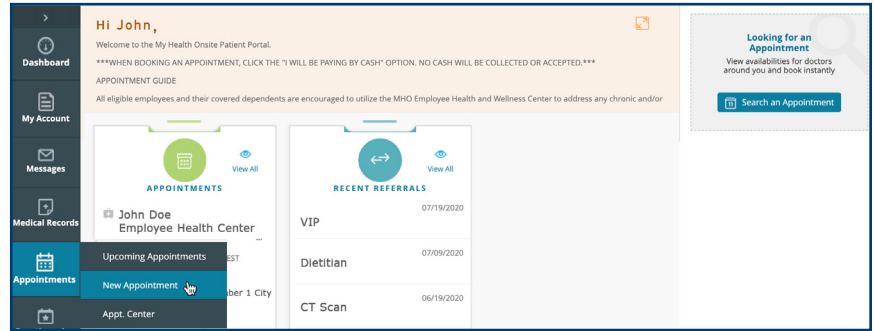 >
Dashboard
My Account
Messages
Medical Records
Appointments
Hi John,
Welcome to the My Health Onsite Patient Portal.
***WHEN BOOKING AN APPOINTMENT, CLICK THE "I WILL BE PAYING BY CASH" OPTION. NO CASH WILL BE COLLECTED OR ACCEPTED.***
APPOINTMENT GUIDE
All eligible employees and their covered dependents are encouraged to utilize the MHO Employee Health and Wellness Center to address any chronic and/or
View All
APPOINTMENTS
John Doe
Employee Health Center
...
EST
ber 1 City
Upcoming Appointments
New Appointment
Appt. Center
View All
RECENT REFERRALS
07/19/2020
VIP
07/09/2020
Dietitian
06/19/2020
CT Scan
Looking for an
Appointment
View availabilities for doctors
around you and book instantly
11 Search an Appointment